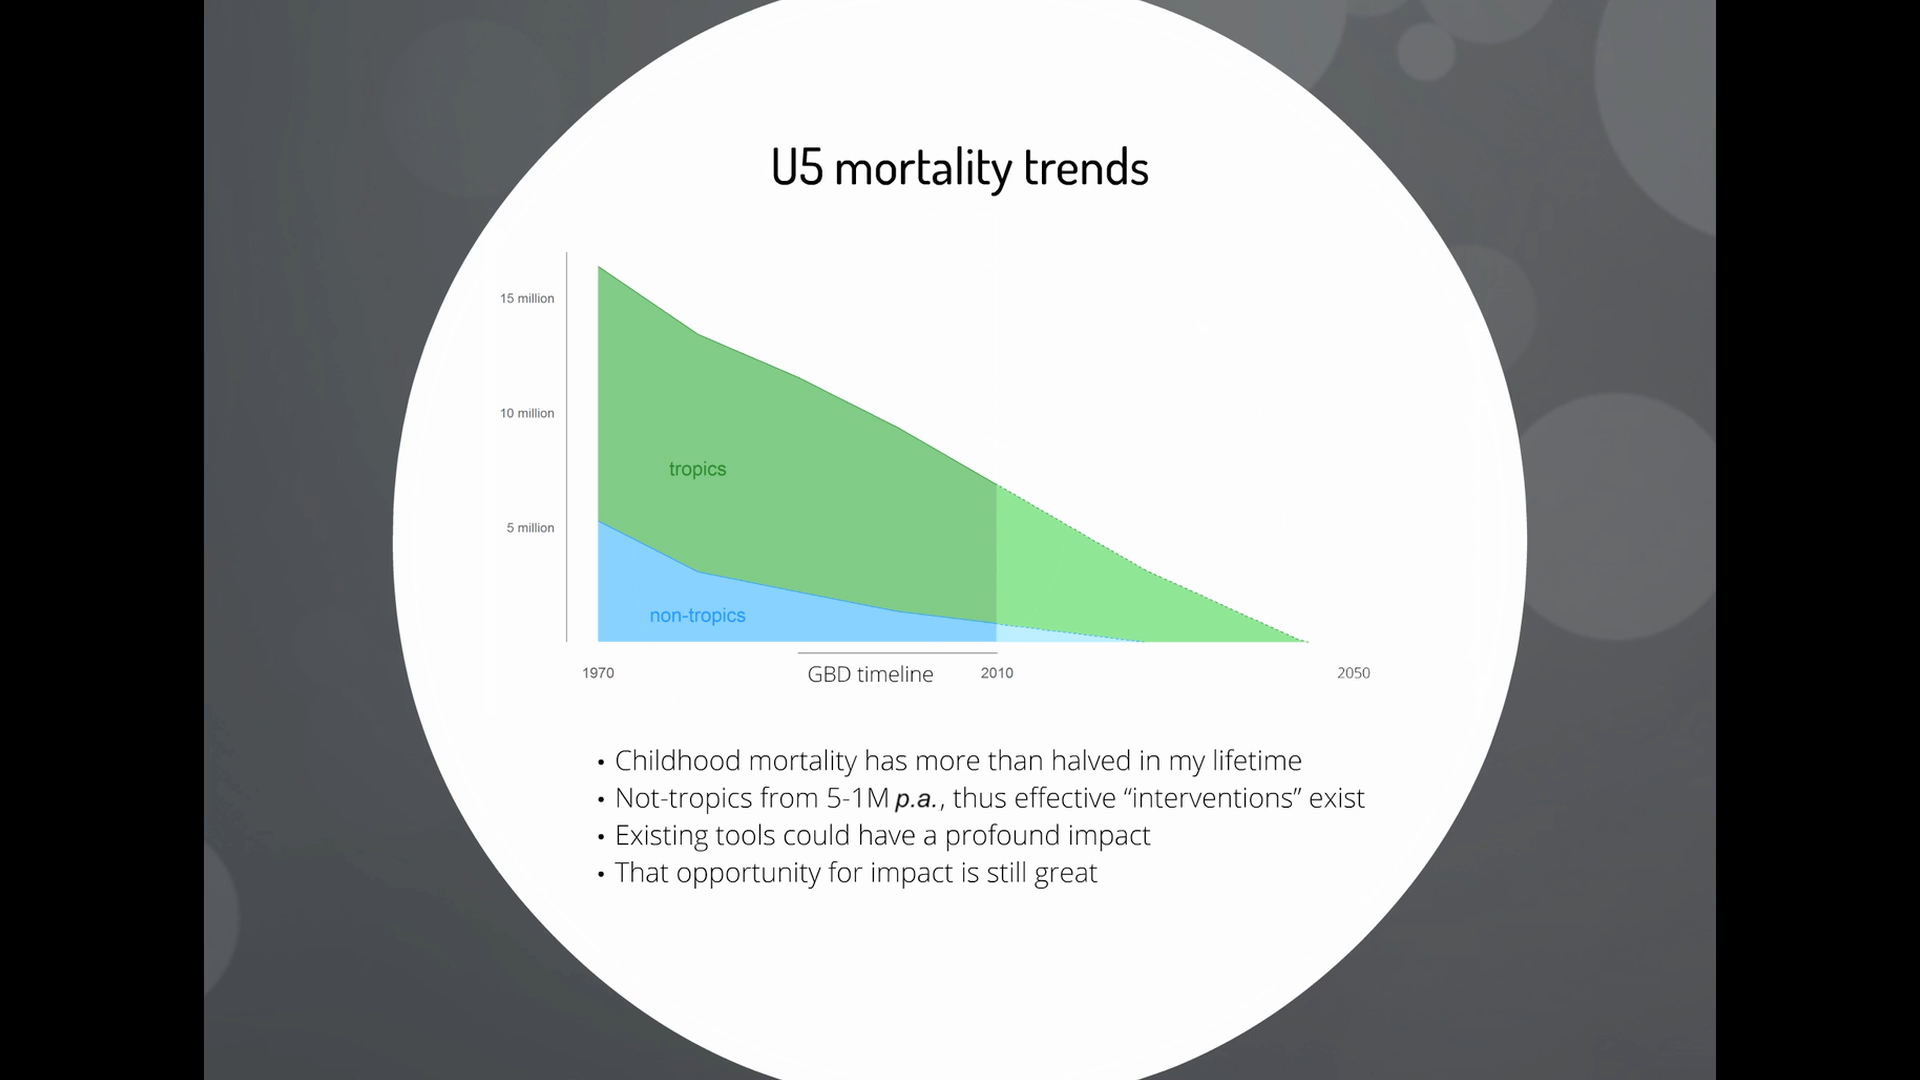 U5 mortality trends
15 million
10 million
5 million
tropics
non-tropics
1970
GBD timeline
2010
2050
• Childhood mortality has more than halved in my lifetime
• Not-tropics from 5-1M p.a., thus effective “interventions” exist
• Existing tools could have a profound impact
• That opportunity for impact is still great